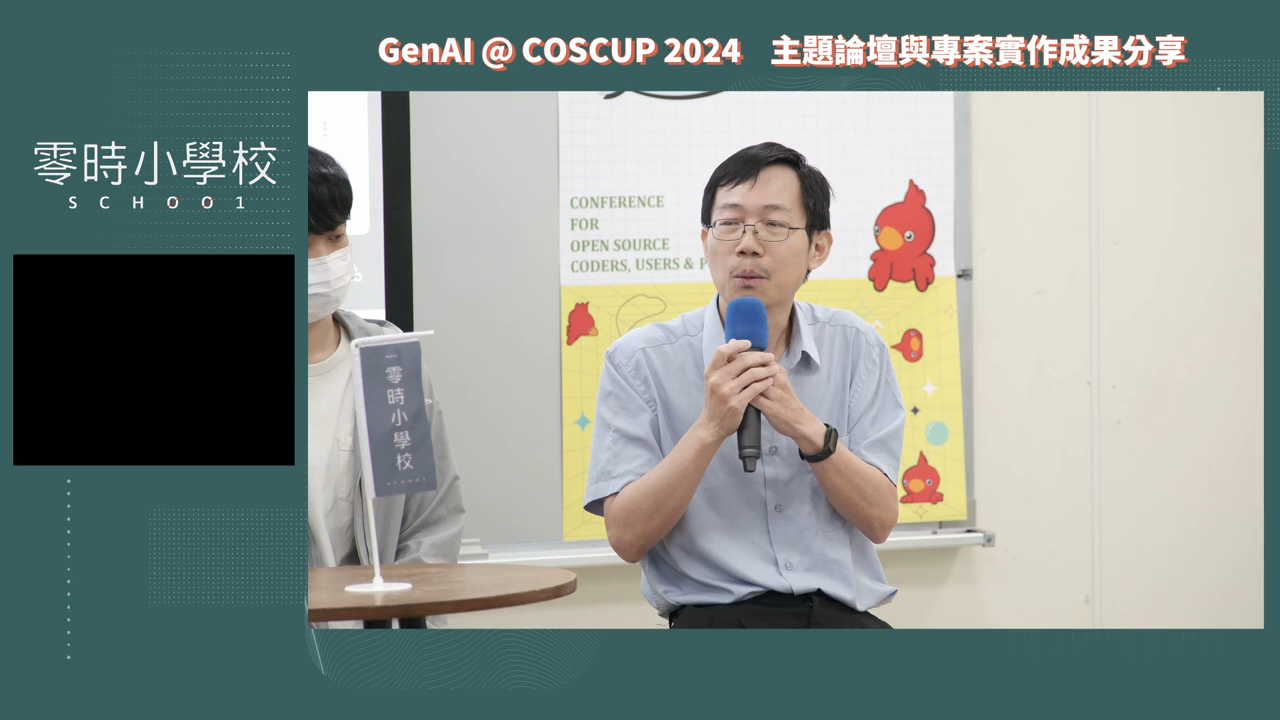 GenAI @ COSCUP 2024 主題論壇與專案實作成果分享
零時小學校
SCHOO1
CONFERENCE
FOR
OPEN SOURCE
CODERS, USERS & P
零時小學校